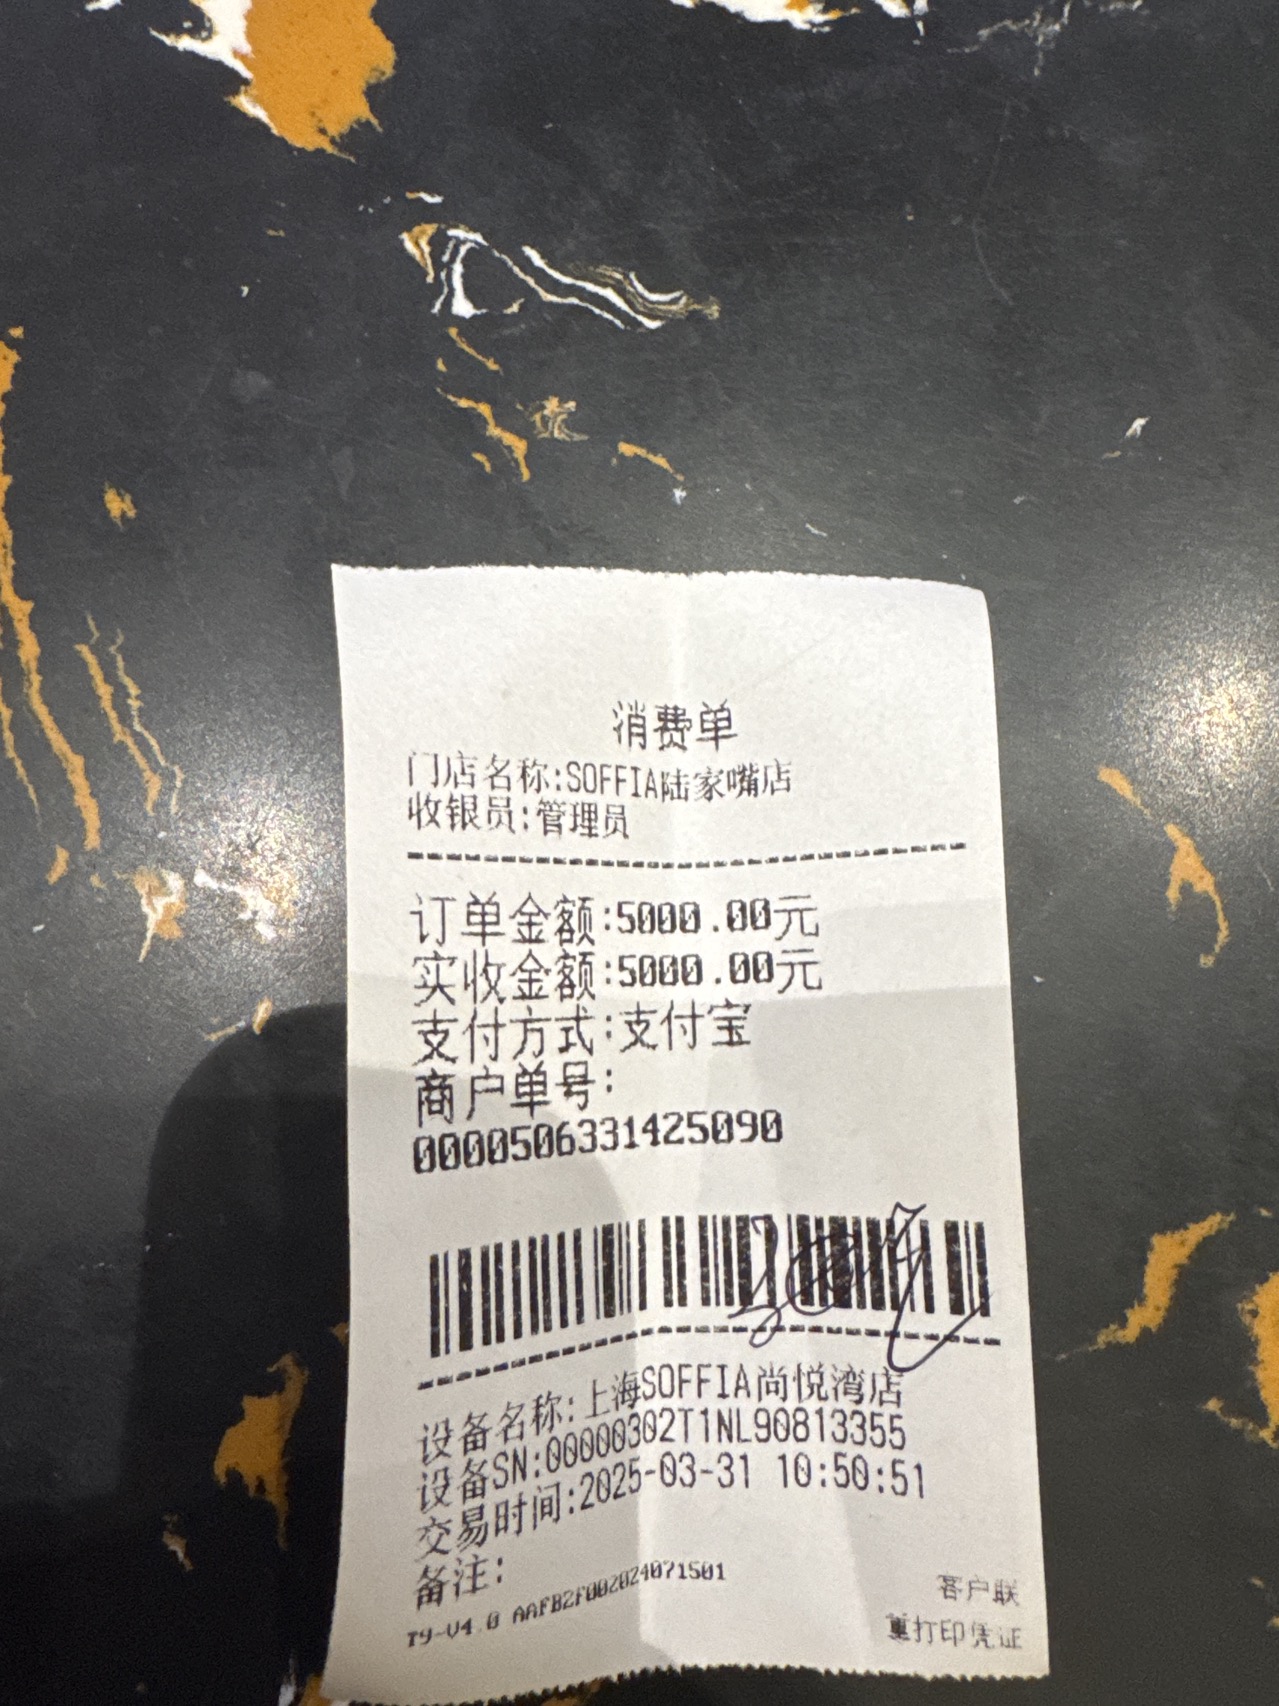 消费单
门店名称:SOFFIA陆家嘴店
收银员:管理员
订单金额:5000.00元
实收金额:5000.00元
支付方式:支付宝
商户单号:
0000506331425090
设备名称:上海SOFFIA尚悦湾店
设备SN:00000302T1NL90813355
交易时间:2025-03-31 10:50:51
备注:
T9-V4.0 AAFB2F002024071501
客户联
重打印凭证